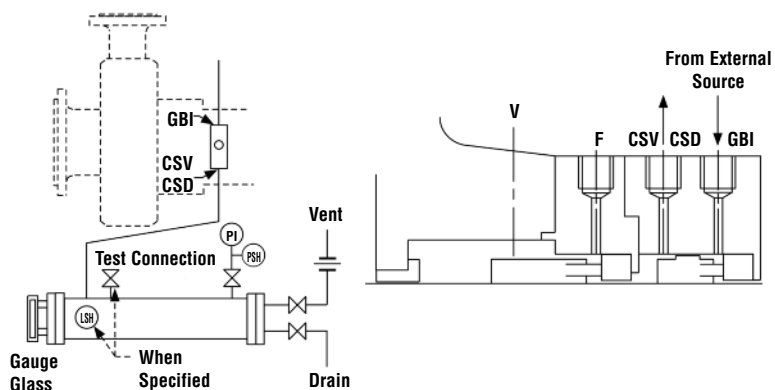 GBI
CSV
CSD
PI
PSH
Test Connection
Vent
LSH
Gauge
Glass
When
Specified
Drain
From External
Source
V
F
CSV CSD
GBI